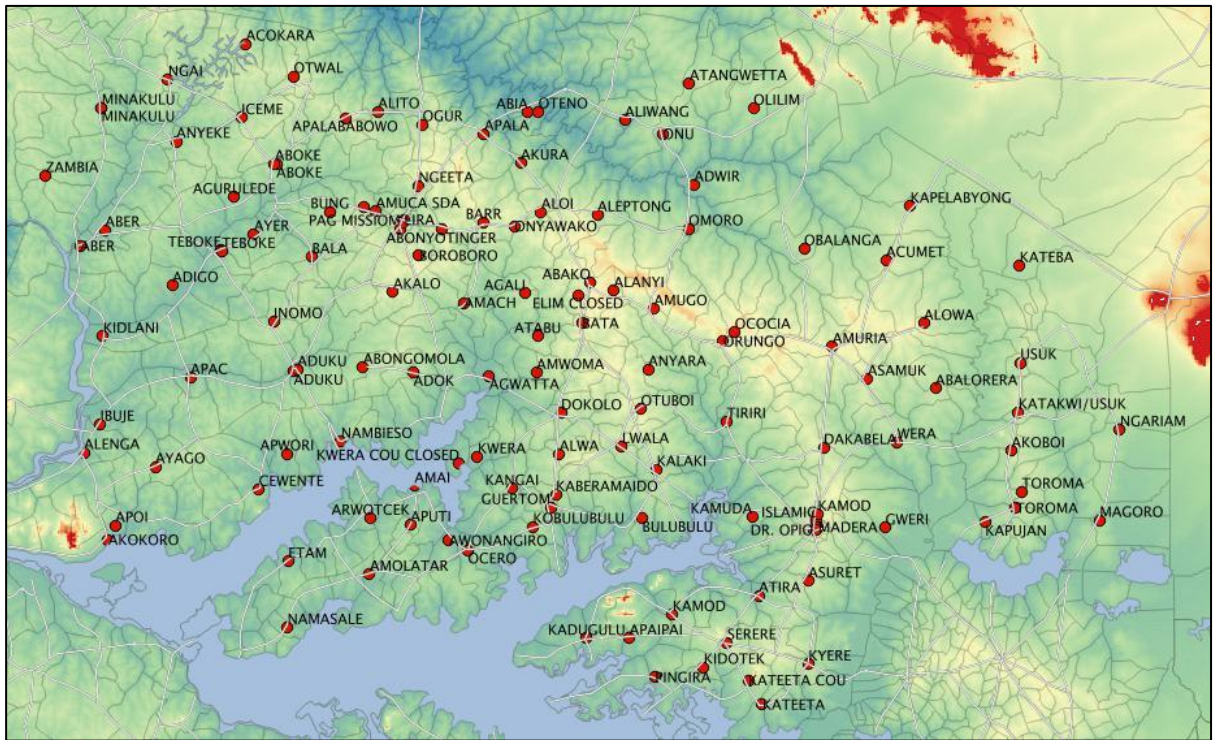 ACOKARA
NGAI
OTWAL
ATANGWETTA
MINAKULU
MINAKULU
ICEME
ALITO
APALABABOWO
OGUR
ABIA
OTENO
ALIWANG
OLILIM
ANYEKE
APALA
ONU
ZAMBIA
ABOKE
ABOKE
AKURA
AGURULEDE
NGEETA
ADWIR
BUNG
AMUCA SDA
KAPELABYONG
PAG MISSION
LIRA
BARR
ALOI
ALEPTONG
ABER
AYER
ABONYOTINGER
ONYAWAKO
OMORO
ABER
TEBOKE
TEBOKE
BALA
BOROBORO
OBALANGA
ACUMET
KATEBA
ADIGO
AKALO
AGALI
ABAKO
ALANYI
AMACH
ELIM CLOSED
AMUGO
KIDLANI
INOMO
ATABU
BATA
OCOCIA
ORUNGO
ALOWA
AMURIA
APAC
ADUKU
ADUKU
ABONGOMOLA
ADOK
AGWATTA
AMWOMA
ANYARA
ASAMUK
ABALORERA
USUK
IBUJE
DOKOLO
OTUBOI
TIRIRI
KATAKWI/USUK
NGARIAM
ALENGA
APWORI
NAMBIESO
KWERA COU CLOSED
KWERA
ALWA
LWALA
DAKABELA
WERA
AKOBOI
AYAGO
KALAKI
CEWENTE
AMAI
KANGAI
KABERAMAIDO
TOROMA
GUERTOM
APOI
ARWOTCEK
APUTI
KOBULUBULU
BULUBULU
KAMUDA
ISLAMIC
KAMOD
TOROMA
AKOKORO
AWONANGIRO
DR. OPIO
MADERA
GWERI
KAPUJAN
MAGORO
ETAM
OCERO
AMOLATAR
ASURET
ATIRA
NAMASALE
KAMOD
KADUGULU
APAIPAI
SERERE
KIDOTEK
KYERE
PINGIRA
KATEETA COU
KATEETA